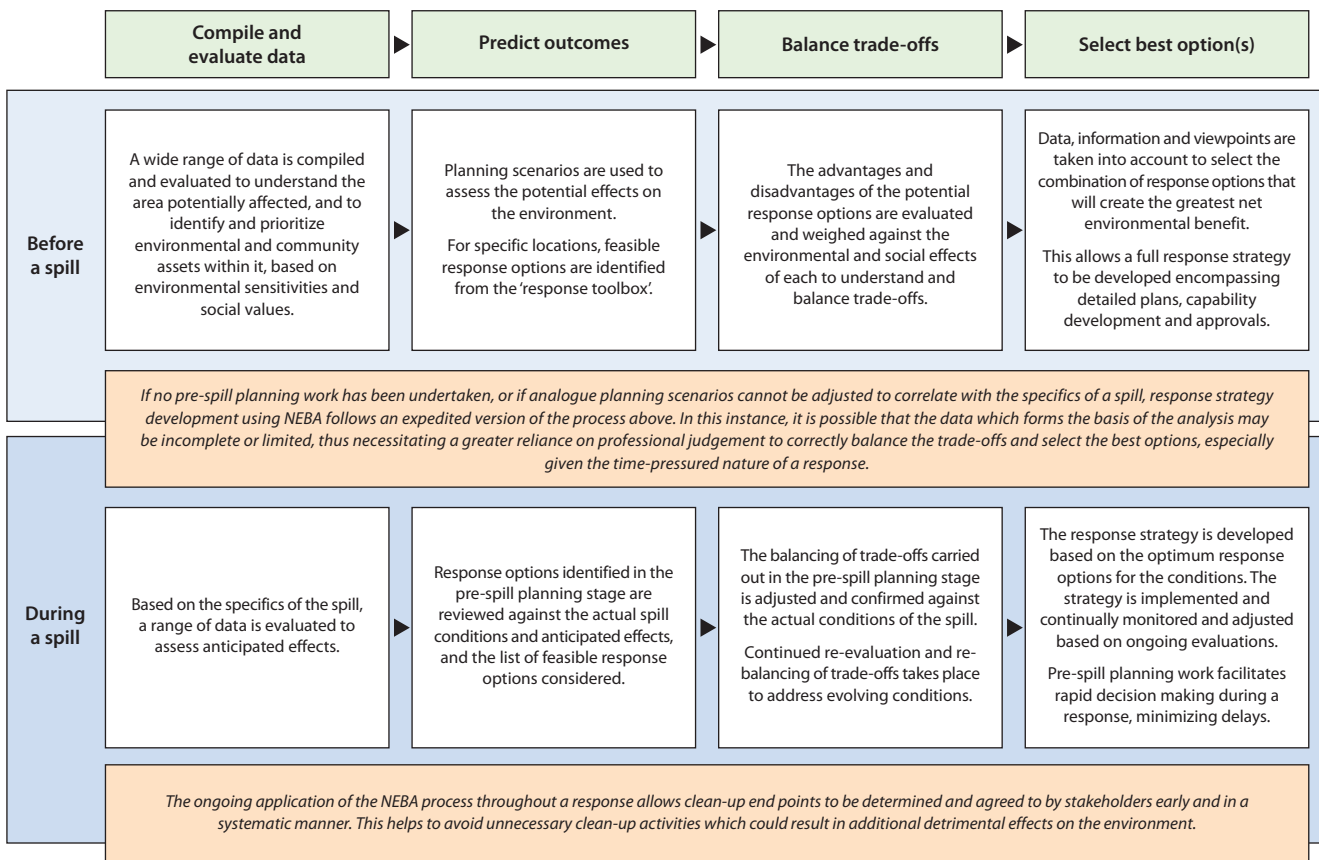 Compile and
evaluate data
Predict outcomes
Balance trade-offs
Select best option(s)
Before
a spill
A wide range of data is compiled
and evaluated to understand the
area potentially affected, and to
identify and prioritize
environmental and community
assets within it, based on
environmental sensitivities and
social values.
Planning scenarios are used to
assess the potential effects on
the environment.
For specific locations, feasible
response options are identified
from the ‘response toolbox’.
The advantages and
disadvantages of the potential
response options are evaluated
and weighed against the
environmental and social effects
of each to understand and
balance trade-offs.
Data, information and viewpoints are
taken into account to select the
combination of response options that
will create the greatest net
environmental benefit.
This allows a full response strategy
to be developed encompassing
detailed plans, capability
development and approvals.
If no pre-spill planning work has been undertaken, or if analogue planning scenarios cannot be adjusted to correlate with the specifics of a spill, response strategy
development using NEBA follows an expedited version of the process above. In this instance, it is possible that the data which forms the basis of the analysis may
be incomplete or limited, thus necessitating a greater reliance on professional judgement to correctly balance the trade-offs and select the best options, especially
given the time-pressured nature of a response.
During
a spill
Based on the specifics of the spill,
a range of data is evaluated to
assess anticipated effects.
Response options identified in the
pre-spill planning stage are
reviewed against the actual spill
conditions and anticipated effects,
and the list of feasible response
options considered.
The balancing of trade-offs carried
out in the pre-spill planning stage
is adjusted and confirmed against
the actual conditions of the spill.
Continued re-evaluation and re-
balancing of trade-offs takes place
to address evolving conditions.
The response strategy is developed
based on the optimum response
options for the conditions. The
strategy is implemented and
continually monitored and adjusted
based on ongoing evaluations.
Pre-spill planning work facilitates
rapid decision making during a
response, minimizing delays.
The ongoing application of the NEBA process throughout a response allows clean-up end points to be determined and agreed to by stakeholders early and in a
systematic manner. This helps to avoid unnecessary clean-up activities which could result in additional detrimental effects on the environment.